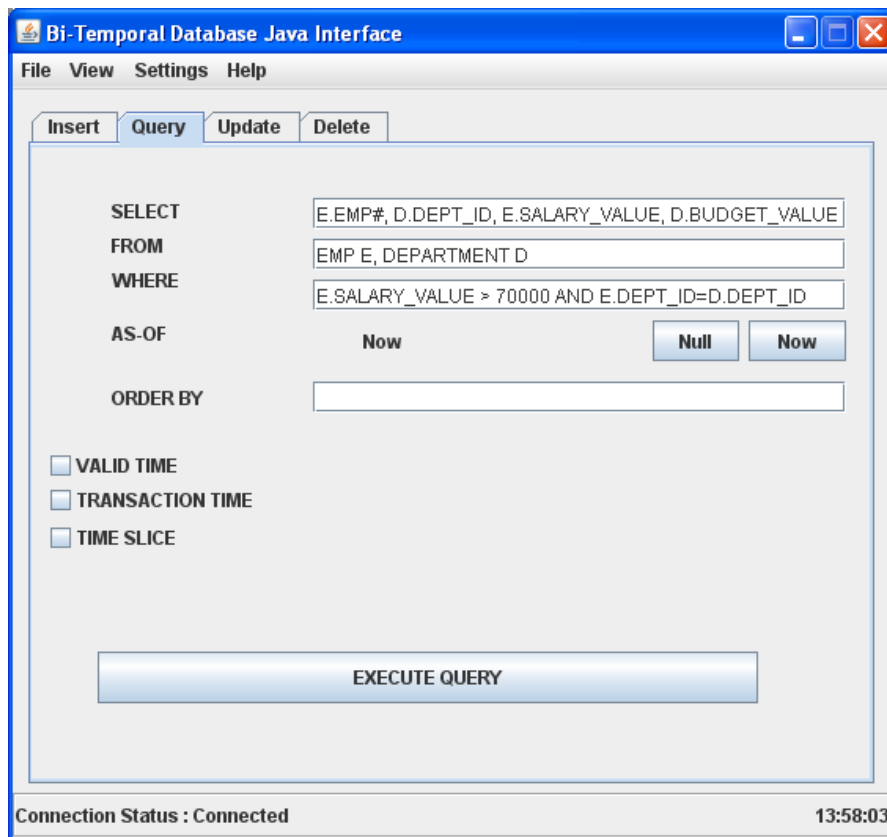 Bi-Temporal Database Java Interface
File View Settings Help
Insert Query Update Delete
SELECT E.EMP#, D.DEPT_ID, E.SALARY_VALUE, D.BUDGET_VALUE
FROM EMP E, DEPARTMENT D
WHERE E.SALARY_VALUE > 70000 AND E.DEPT_ID=D.DEPT_ID
AS-OF Now Null Now
ORDER BY
VALID TIME
TRANSACTION TIME
TIME SLICE
EXECUTE QUERY
Connection Status : Connected 13:58:03